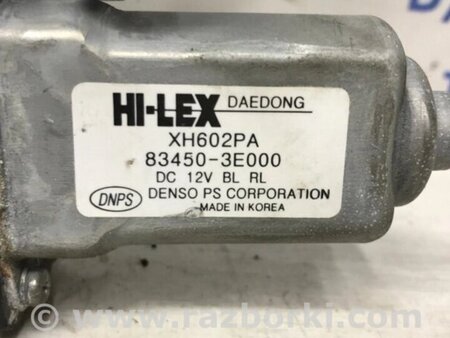 HI-LEX DAEDONG
XH602PA
83450-3E000
DC 12V BL RL
DNPS DENSO PS CORPORATION
MADE IN KOREA
www.razborki.com